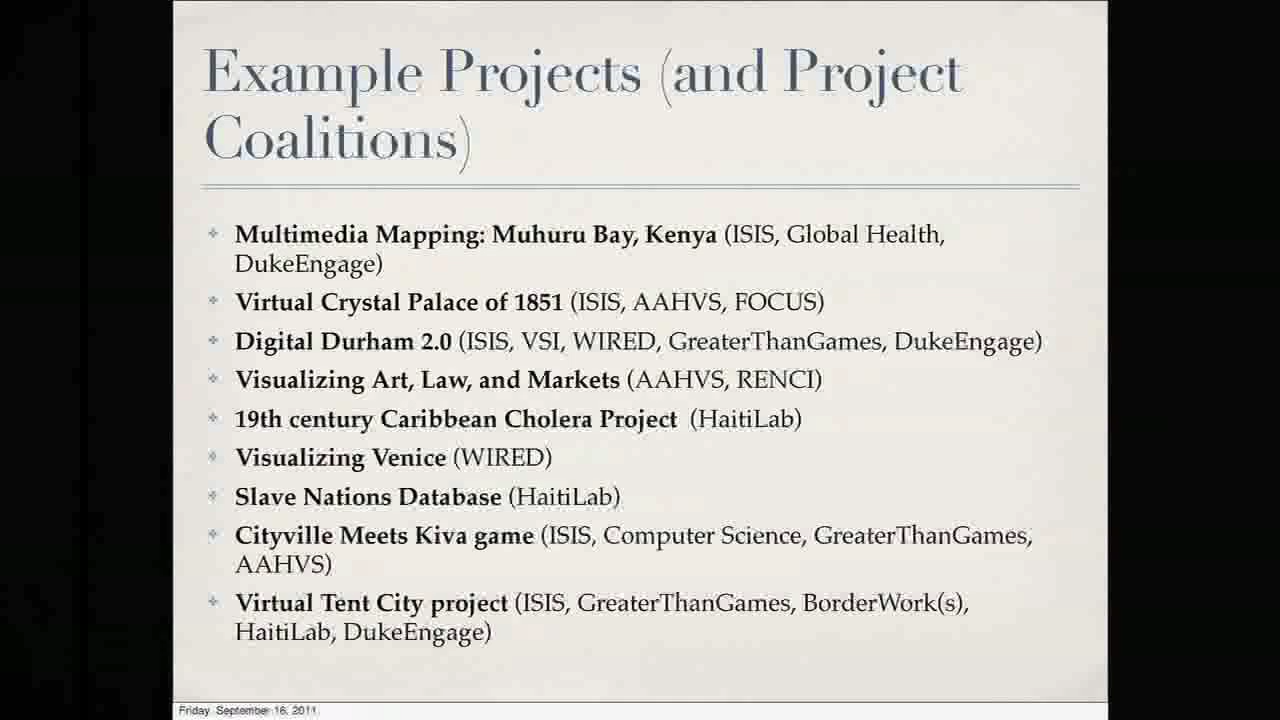 Example Projects (and Project
Coalitions)
Multimedia Mapping: Muhuru Bay, Kenya (ISIS, Global Health,
DukeEngage)
Virtual Crystal Palace of 1851 (ISIS, AAHVS, FOCUS)
Digital Durham 2.0 (ISIS, VSI, WIRED, GreaterThanGames, DukeEngage)
Visualizing Art, Law, and Markets (AAHVS, RENCI)
19th century Caribbean Cholera Project (HaitiLab)
Visualizing Venice (WIRED)
Slave Nations Database (HaitiLab)
Cityville Meets Kiva game (ISIS, Computer Science, GreaterThanGames,
AAHVS)
Virtual Tent City project (ISIS, GreaterThanGames, BorderWork(s),
HaitiLab, DukeEngage)
Friday, September 16, 2011